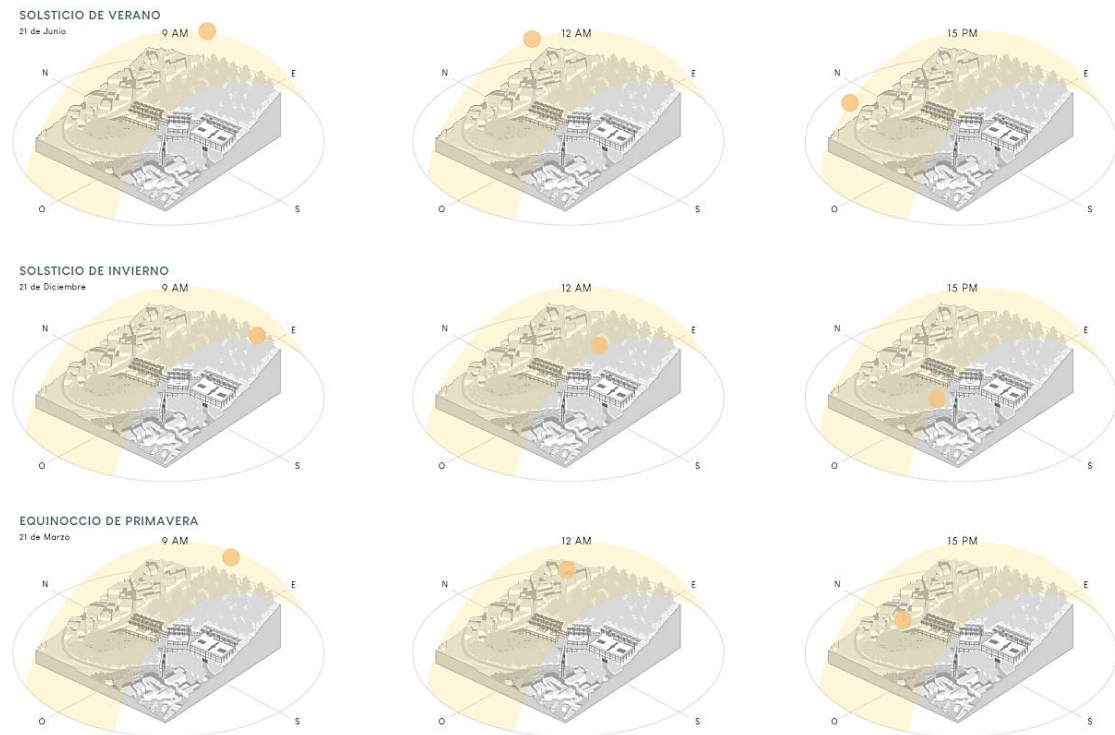 SOLSTICIO DE VERANO
21 de Junio
9 AM
12 AM
15 PM
N
E
O
S
N
E
O
S
N
E
O
S
SOLSTICIO DE INVIERNO
21 de Diciembre
9 AM
12 AM
15 PM
N
E
O
S
N
E
O
S
N
E
O
S
EQUINOCCIO DE PRIMAVERA
21 de Marzo
9 AM
12 AM
15 PM
N
E
O
S
N
E
O
S
N
E
O
S